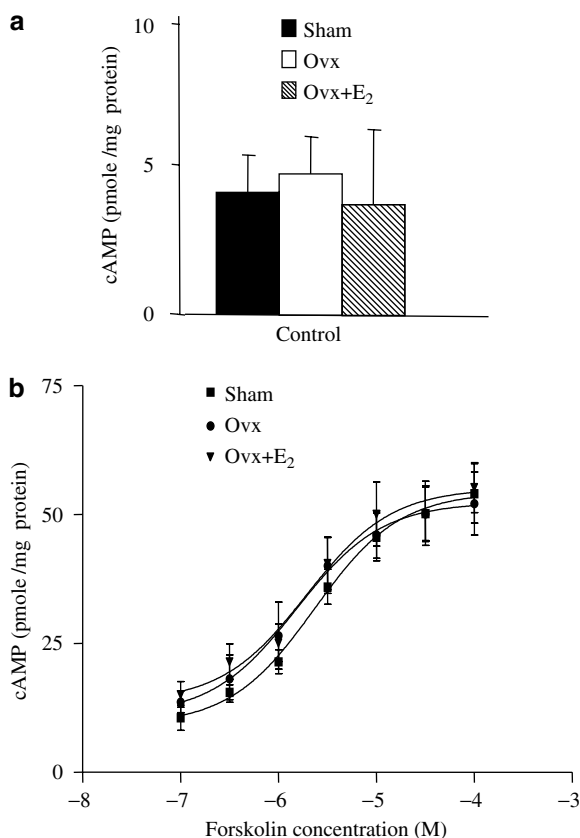 a
cAMP (pmole /mg protein)
10
5
0
Sham
Ovx
Ovx+E₂
Control
b
cAMP (pmole /mg protein)
75
50
25
0
Sham
Ovx
Ovx+E₂
−8 −7 −6 −5 −4 −3
Forskolin concentration (M)